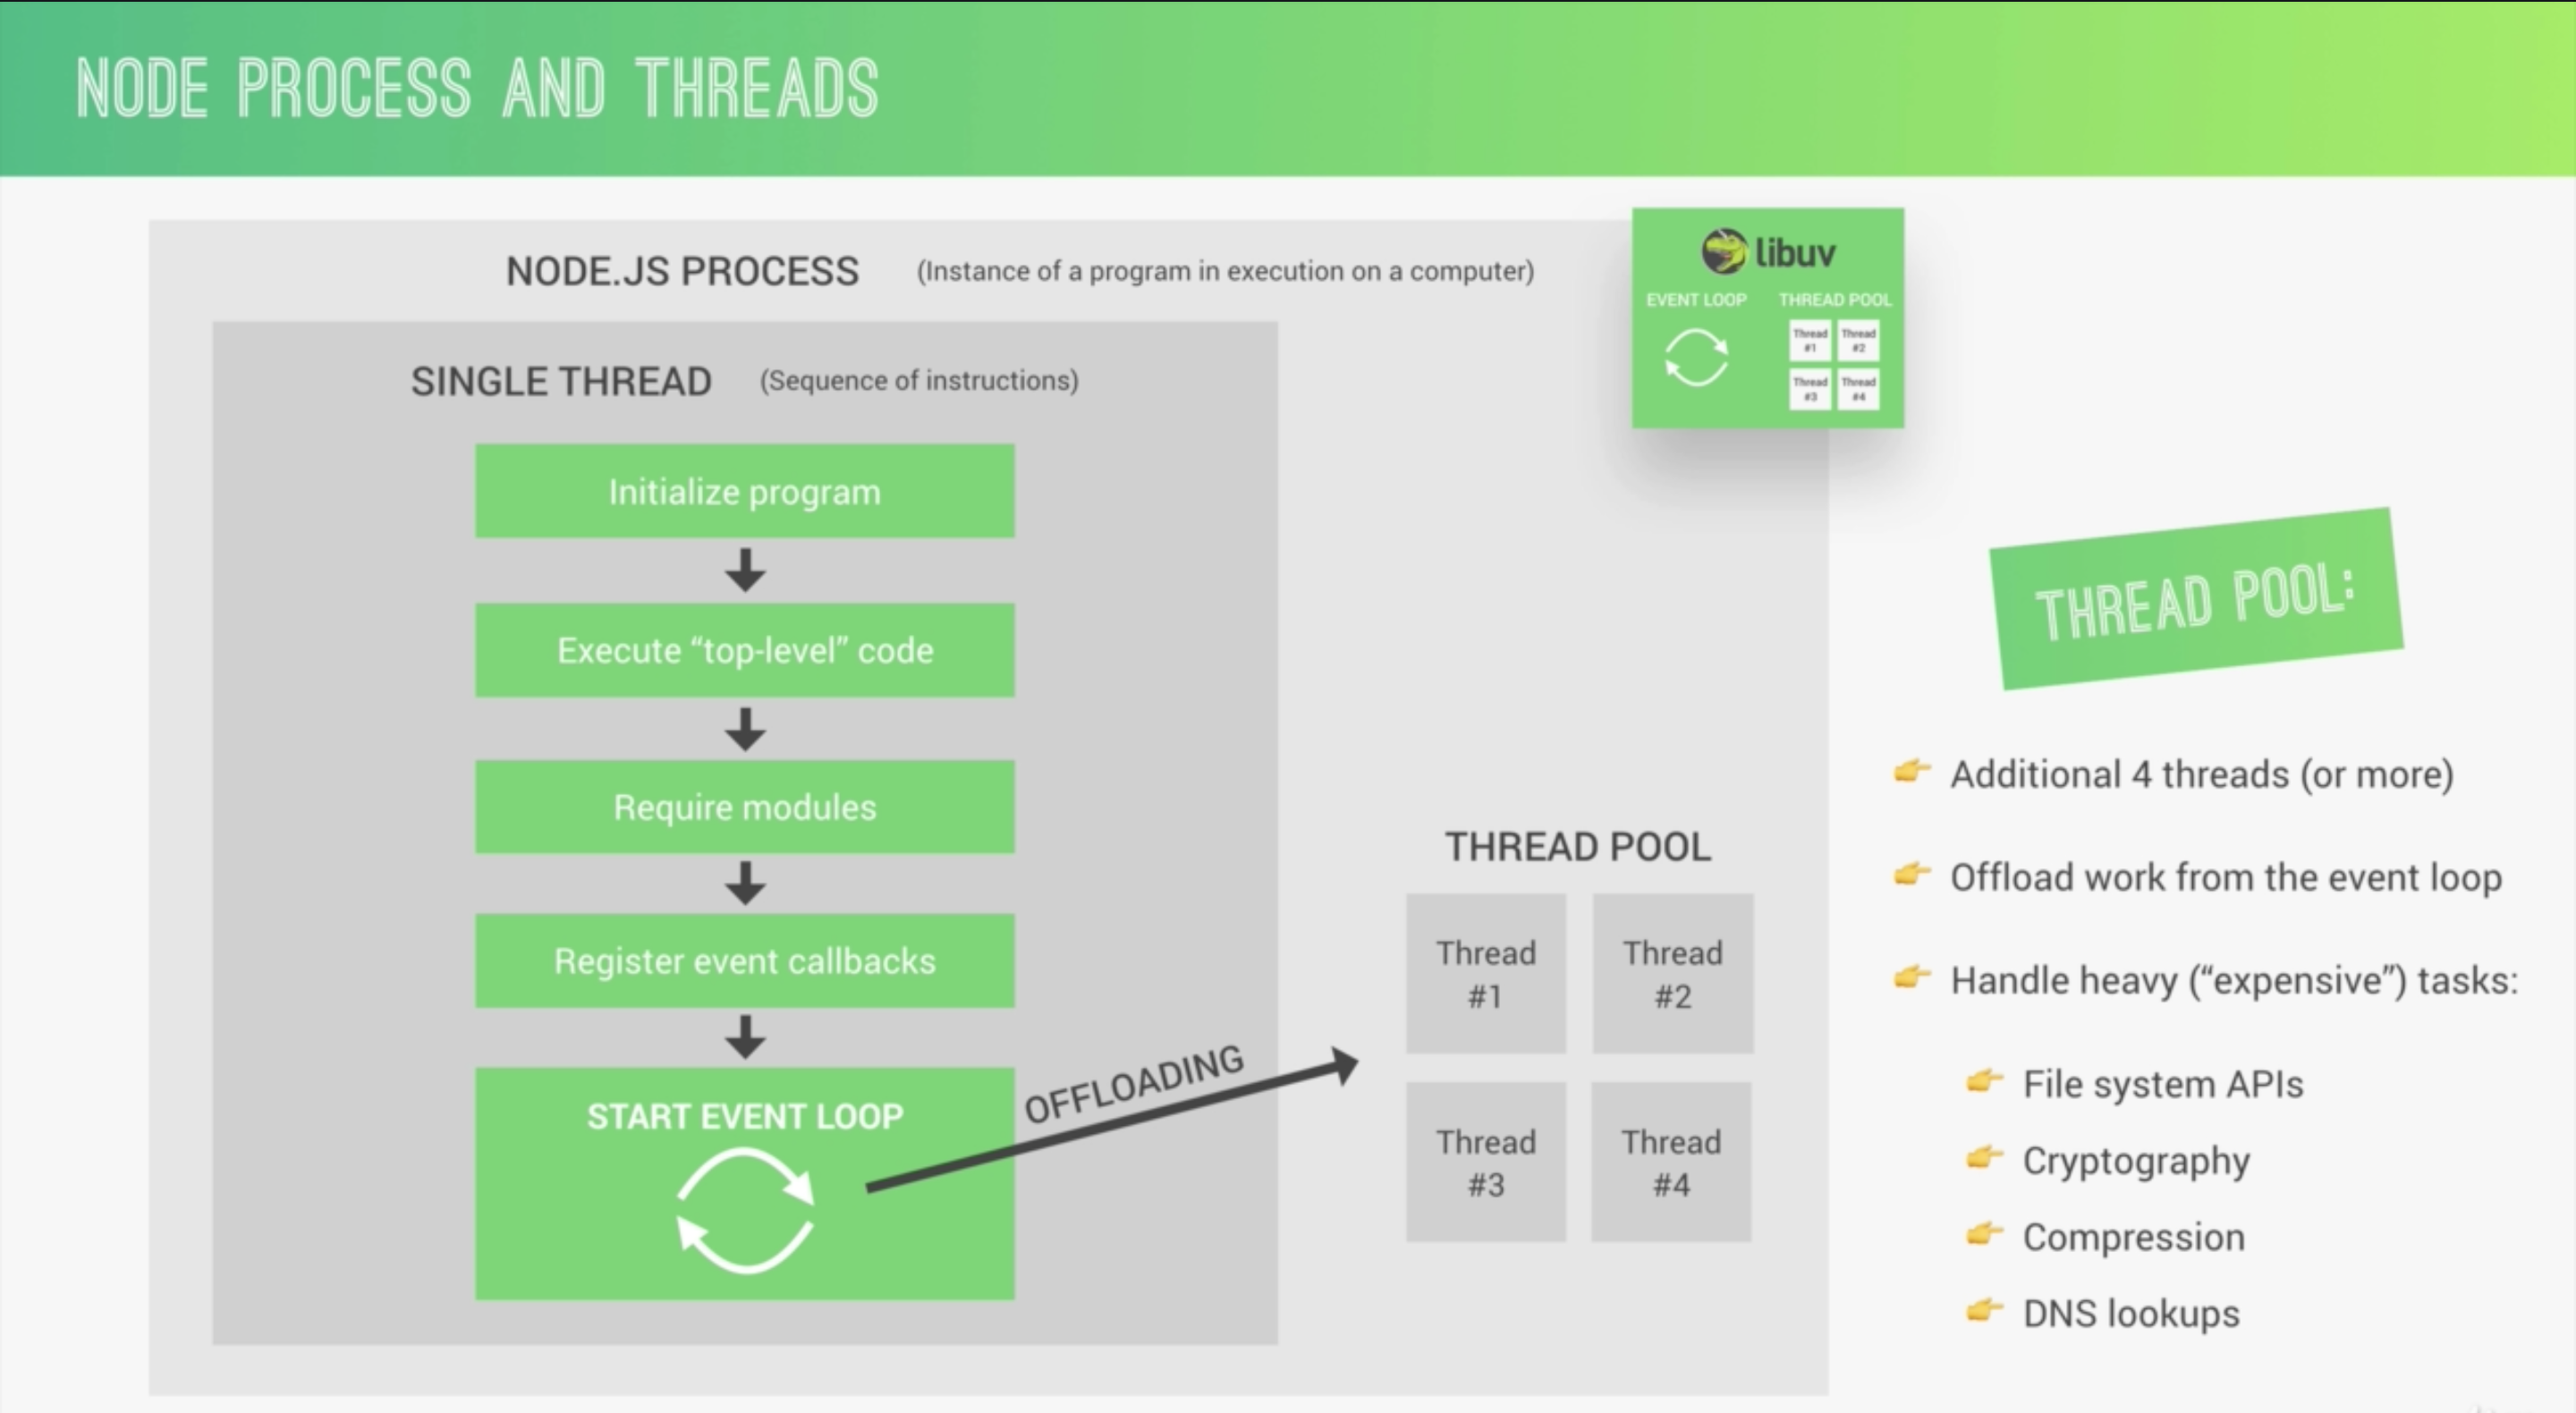 NODE PROCESS AND THREADS
NODE.JS PROCESS (Instance of a program in execution on a computer)
libuv
EVENT LOOP THREAD POOL
Thread #1
Thread #2
Thread #3
Thread #4
SINGLE THREAD (Sequence of instructions)
Initialize program
Execute “top-level” code
Require modules
Register event callbacks
START EVENT LOOP
OFFLOADING
THREAD POOL
Thread
#1
Thread
#2
Thread
#3
Thread
#4
THREAD POOL:
Additional 4 threads (or more)
Offload work from the event loop
Handle heavy (“expensive”) tasks:
File system APIs
Cryptography
Compression
DNS lookups